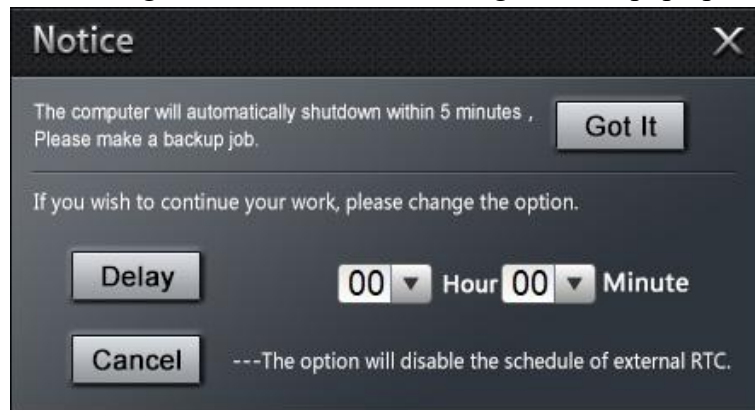 Notice
The computer will automatically shutdown within 5 minutes ,
Please make a backup job.
Got It
If you wish to continue your work, please change the option.
Delay
00 Hour 00 Minute
Cancel
---The option will disable the schedule of external RTC.